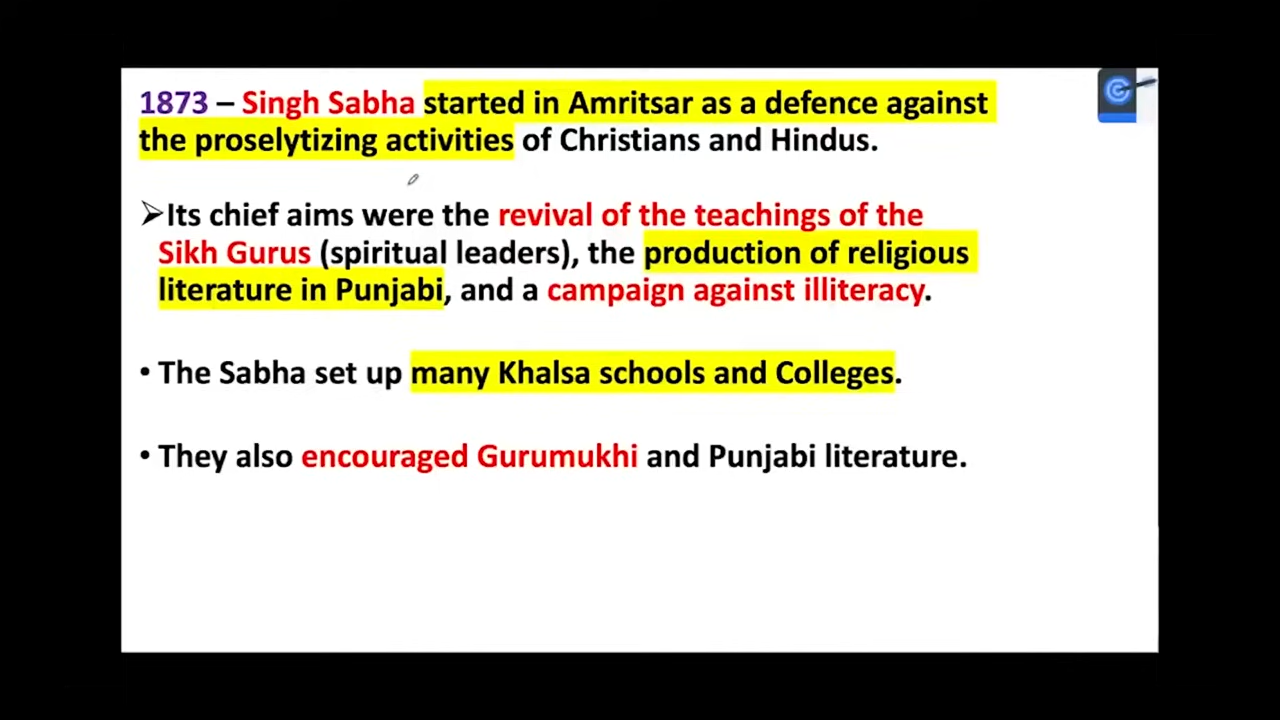 1873 – Singh Sabha started in Amritsar as a defence against
the proselytizing activities of Christians and Hindus.
➢Its chief aims were the revival of the teachings of the
Sikh Gurus (spiritual leaders), the production of religious
literature in Punjabi, and a campaign against illiteracy.
• The Sabha set up many Khalsa schools and Colleges.
• They also encouraged Gurumukhi and Punjabi literature.